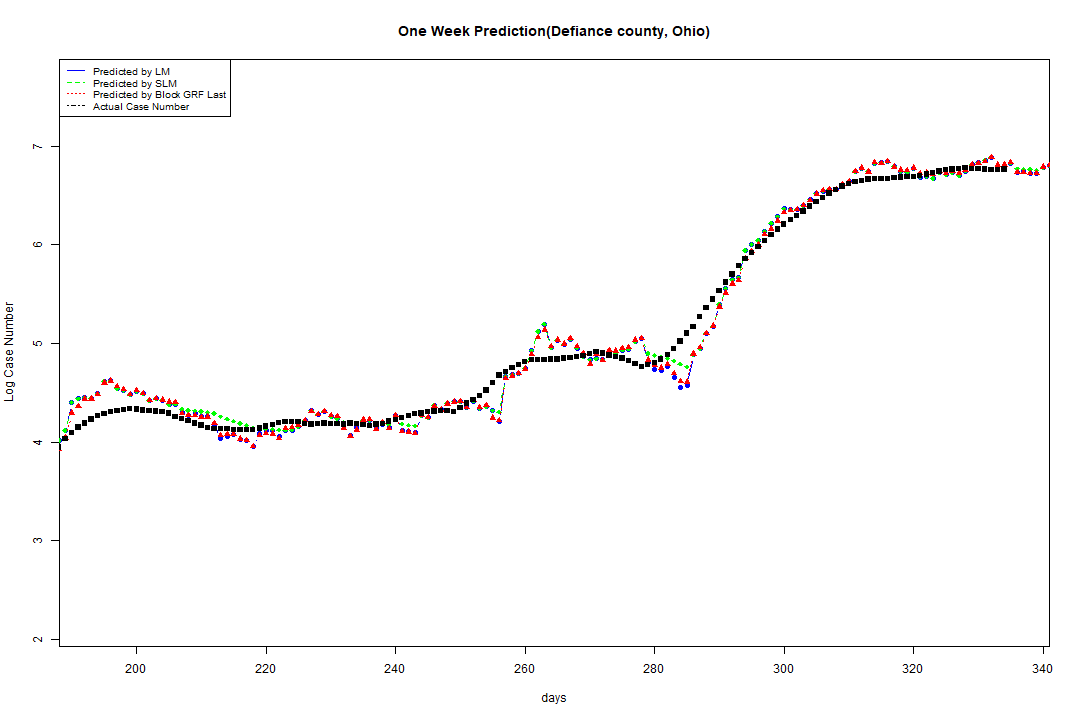 One Week Prediction(Defiance county, Ohio)
Predicted by LM
Predicted by SLM
Predicted by Block GRF Last
Actual Case Number
7
6
5
4
3
2
Log Case Number
200 220 240 260 280 300 320 340
days